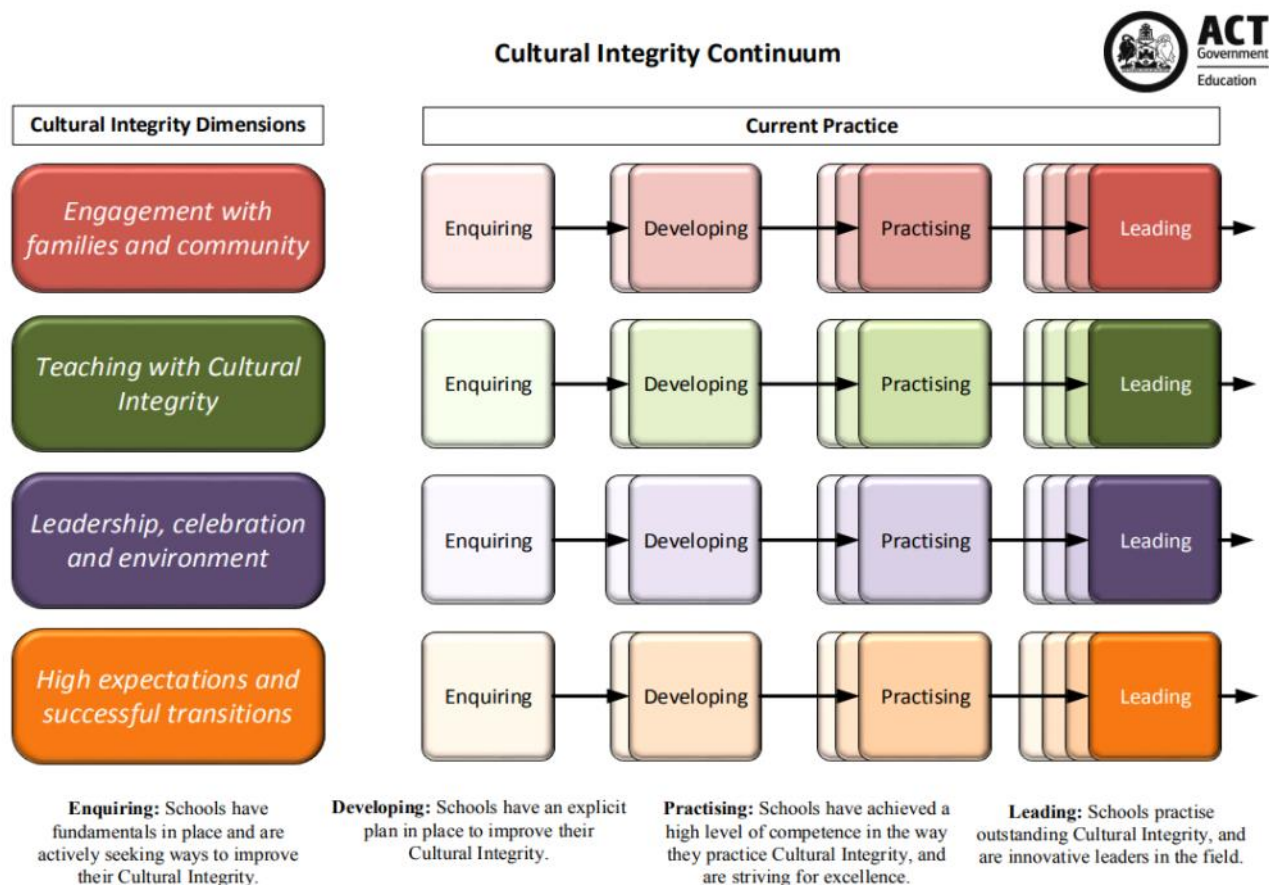 Cultural Integrity Continuum
ACT
Government
Education
Cultural Integrity Dimensions
Current Practice
Engagement with
families and community
Enquiring
Developing
Practising
Leading
Teaching with Cultural
Integrity
Enquiring
Developing
Practising
Leading
Leadership, celebration
and environment
Enquiring
Developing
Practising
Leading
High expectations and
successful transitions
Enquiring
Developing
Practising
Leading
Enquiring: Schools have
fundamentals in place and are
actively seeking ways to improve
their Cultural Integrity.
Developing: Schools have an explicit
plan in place to improve their
Cultural Integrity.
Practising: Schools have achieved a
high level of competence in the way
they practice Cultural Integrity, and
are striving for excellence.
Leading: Schools practise
outstanding Cultural Integrity, and
are innovative leaders in the field.